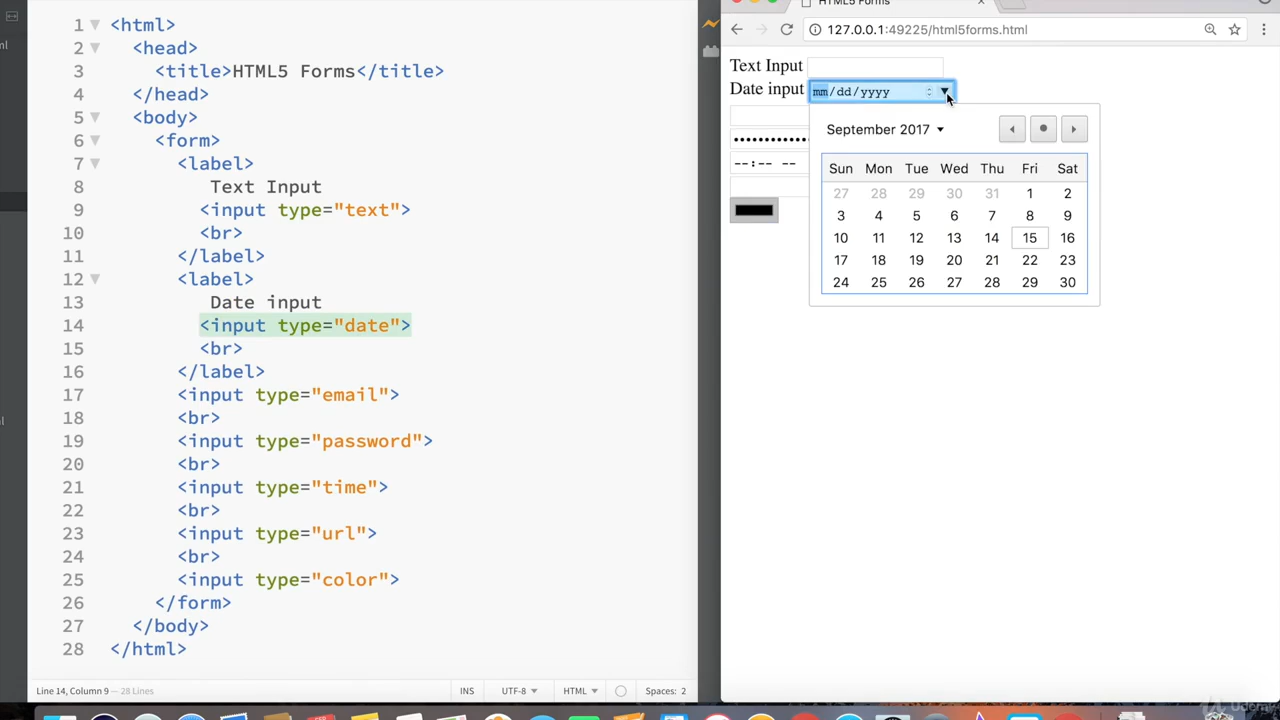 1 <html>
2 <head>
3 <title>HTML5 Forms</title>
4 </head>
5 <body>
6 <form>
7 <label>
8 Text Input
9 <input type="text">
10 <br>
11 </label>
12 <label>
13 Date input
14 <input type="date">
15 <br>
16 </label>
17 <input type="email">
18 <br>
19 <input type="password">
20 <br>
21 <input type="time">
22 <br>
23 <input type="url">
24 <br>
25 <input type="color">
26 </form>
27 </body>
28 </html>
Line 14, Column 9 — 28 Lines
INS
UTF-8
HTML
Spaces: 2
HTML5 Forms
127.0.0.1:49225/html5forms.html
Text Input
Date input mm/dd/yyyy
••••••••••
--:-- --
September 2017
Sun Mon Tue Wed Thu Fri Sat
27 28 29 30 31 1 2
3 4 5 6 7 8 9
10 11 12 13 14 15 16
17 18 19 20 21 22 23
24 25 26 27 28 29 30
Udemy